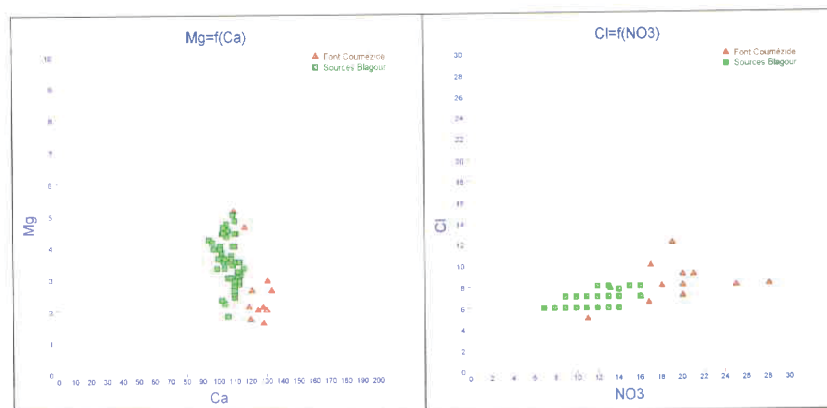 Mg=f(Ca)
Font Coumézide
Sources Blagour
10
9
8
7
6
5
4
3
2
1
0
Mg
0 10 20 30 40 50 60 70 80 90 100 110 120 130 140 150 160 170 180 190 200
Ca
Cl=f(NO3)
Font Coumèzide
Sources Blagour
30
28
26
24
22
20
18
16
14
12
10
8
6
4
2
0
Cl
0 2 4 6 8 10 12 14 16 18 20 22 24 26 28 30
NO3